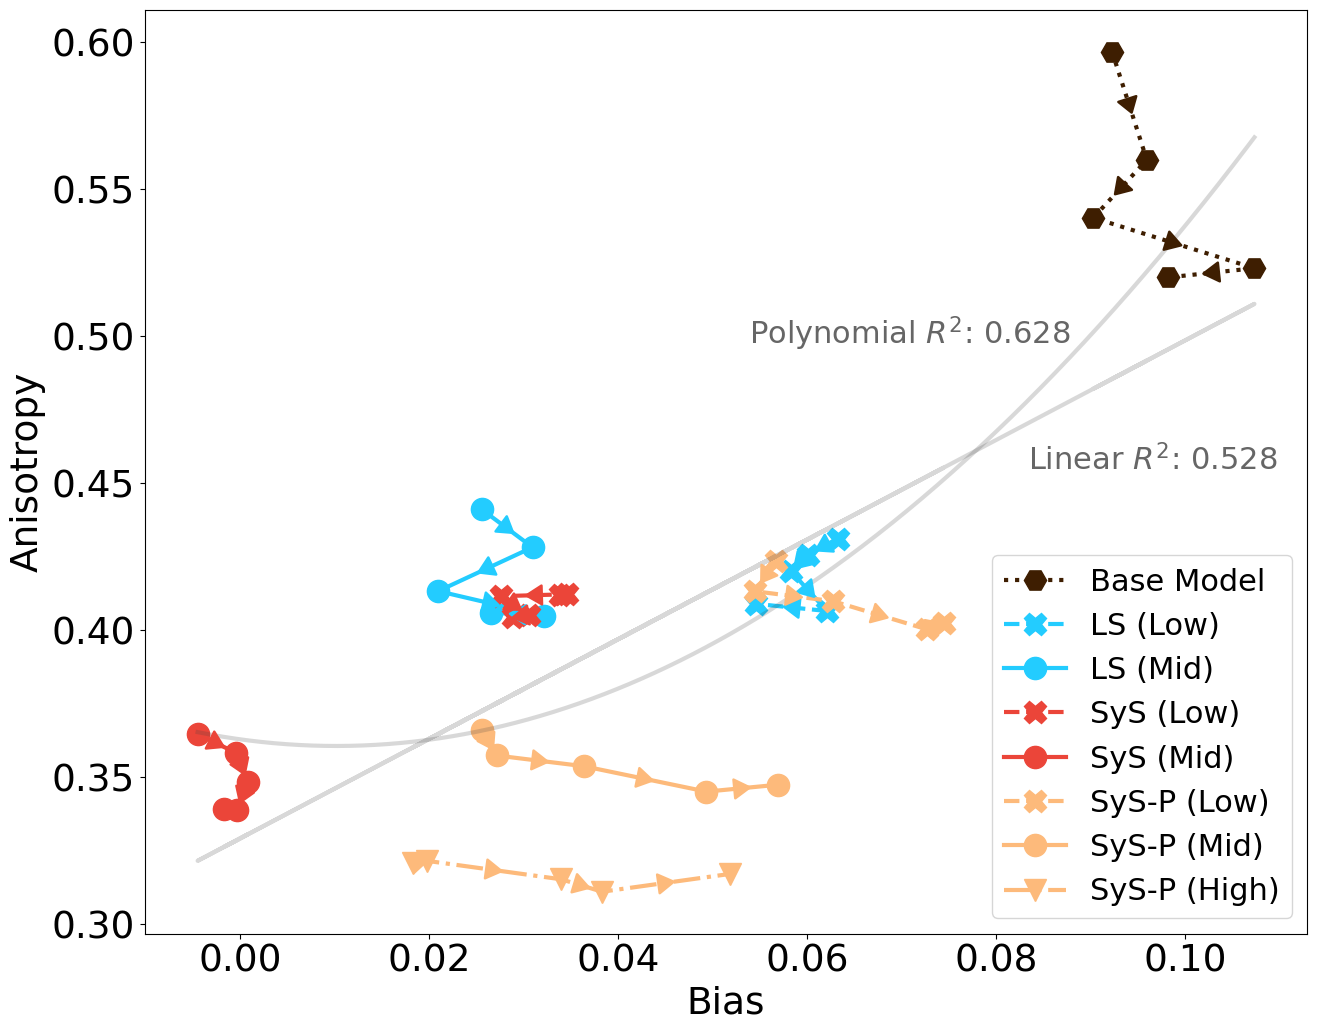 0.60
0.55
0.50
0.45
0.40
0.35
0.30
Anisotropy
Polynomial R²: 0.628
Linear R²: 0.528
Base Model
LS (Low)
LS (Mid)
SyS (Low)
SyS (Mid)
SyS-P (Low)
SyS-P (Mid)
SyS-P (High)
0.00 0.02 0.04 0.06 0.08 0.10
Bias